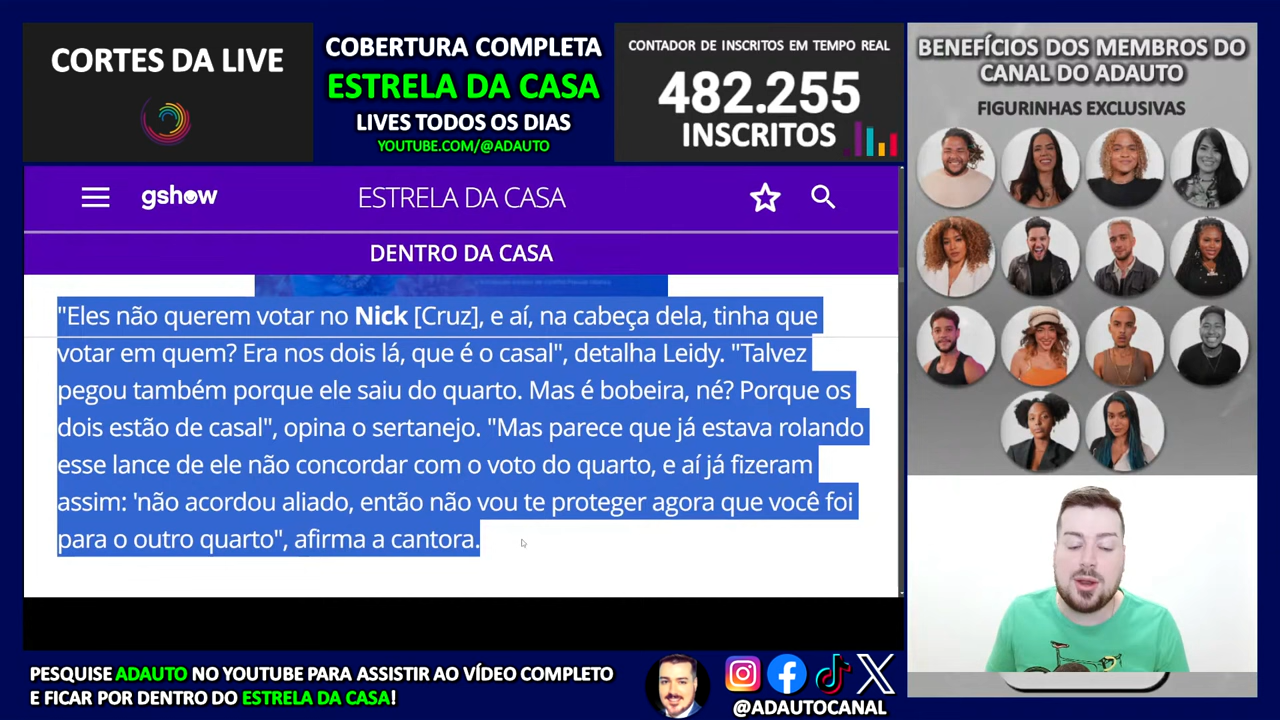 CORTES DA LIVE
COBERTURA COMPLETA
ESTRELA DA CASA
LIVES TODOS OS DIAS
YOUTUBE.COM/@ADAUTO
CONTADOR DE INSCRITOS EM TEMPO REAL
482.255
INSCRITOS
BENEFÍCIOS DOS MEMBROS DO
CANAL DO ADAUTO
FIGURINHAS EXCLUSIVAS
gshow
ESTRELA DA CASA
DENTRO DA CASA
"Eles não querem votar no Nick [Cruz], e aí, na cabeça dela, tinha que
votar em quem? Era nos dois lá, que é o casal", detalha Leidy. "Talvez
pegou também porque ele saiu do quarto. Mas é bobeira, né? Porque os
dois estão de casal", opina o sertanejo. "Mas parece que já estava rolando
esse lance de ele não concordar com o voto do quarto, e aí já fizeram
assim: 'não acordou aliado, então não vou te proteger agora que você foi
para o outro quarto", afirma a cantora.
PESQUISE ADAUTO NO YOUTUBE PARA ASSISTIR AO VÍDEO COMPLETO
E FICAR POR DENTRO DO ESTRELA DA CASA!
@ADAUTOCANAL